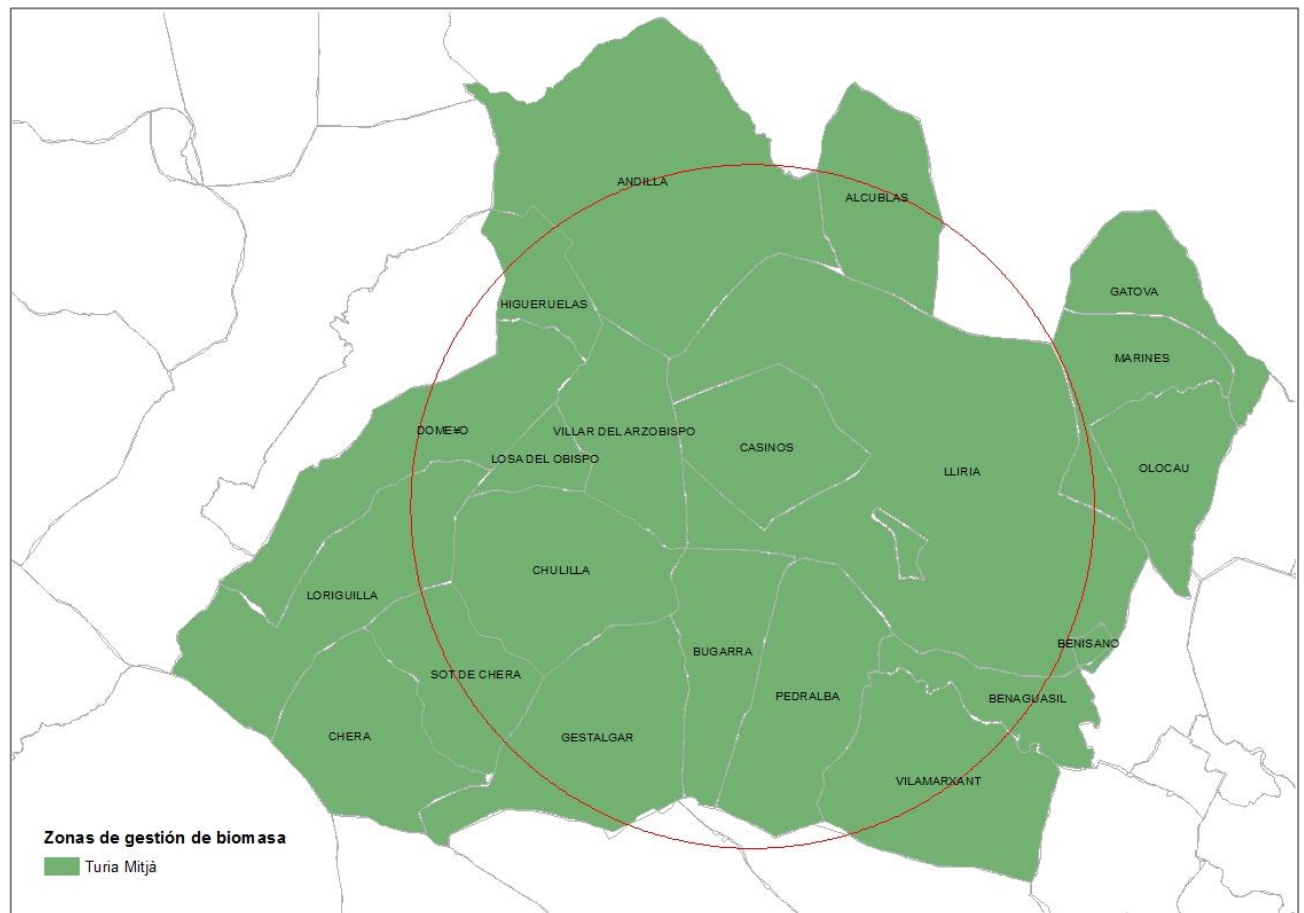 ANDILLA
ALCUBLAS
GATOVA
HIGUERUELAS
MARINES
DOME¥O
VILLAR DEL ARZOBISPO
CASINOS
LOSA DEL OBISPO
LLIRIA
OLOCAU
CHULILLA
LORIGUILLA
BENISANO
BUGARRA
SOT DE CHERA
PEDRALBA
BENAGUASIL
CHERA
GESTALGAR
VILAMARXANT
Zonas de gestión de biomasa
Turia Mitjà